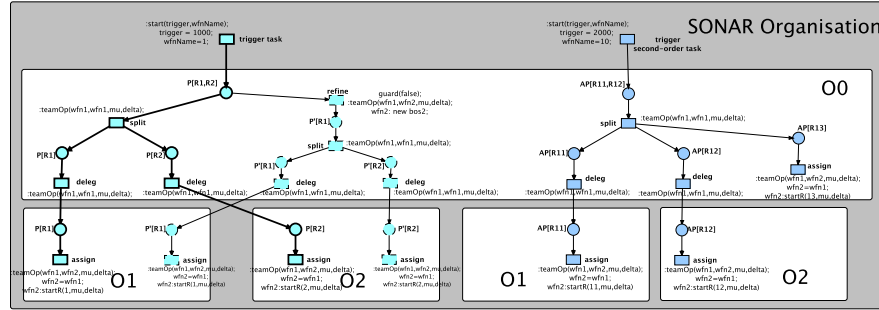 :start(trigger,wfnName);
trigger = 1000;
wfnName=1;
trigger task
:start(trigger,wfnName);
trigger = 2000;
wfnName=10;
trigger
second-order task
SONAR Organisation
P[R1,R2]
refine
guard(false);
:teamOp(wfn1,wfn2,mu,delta);
wfn2: new bos2;
AP[R11,R12]
O0
:teamOp(wfn1,wfn1,mu,delta);
split
P'[R1]
split
:teamOp(wfn1,wfn1,mu,delta);
split
:teamOp(wfn1,wfn1,mu,delta);
AP[R13]
P[R1]
P[R2]
P'[R1]
P'[R2]
AP[R11]
AP[R12]
assign
:teamOp(wfn1,wfn2,mu,delta);
wfn2=wfn1;
wfn2:startR(13,mu,delta)
deleg
:teamOp(wfn1,wfn1,mu,delta);
deleg
:teamOp(wfn1,wfn1,mu,delta);
deleg
:teamOp(wfn1,wfn1,mu,delta);
deleg
:teamOp(wfn1,wfn1,mu,delta);
deleg
:teamOp(wfn1,wfn1,mu,delta);
deleg
:teamOp(wfn1,wfn1,mu,delta);
P[R1]
P'[R1]
P[R2]
P'[R2]
AP[R11]
AP[R12]
assign
:teamOp(wfn1,wfn2,mu,delta);
wfn2=wfn1;
wfn2:startR(1,mu,delta)
O1
assign
:teamOp(wfn1,wfn2,mu,delta);
wfn2=wfn1;
wfn2:startR(1,mu,delta)
assign
:teamOp(wfn1,wfn2,mu,delta);
wfn2=wfn1;
wfn2:startR(2,mu,delta)
O2
assign
:teamOp(wfn1,wfn2,mu,delta);
wfn2=wfn1;
wfn2:startR(2,mu,delta)
O1
assign
:teamOp(wfn1,wfn2,mu,delta);
wfn2=wfn1;
wfn2:startR(11,mu,delta)
assign
:teamOp(wfn1,wfn2,mu,delta);
wfn2=wfn1;
wfn2:startR(12,mu,delta)
O2